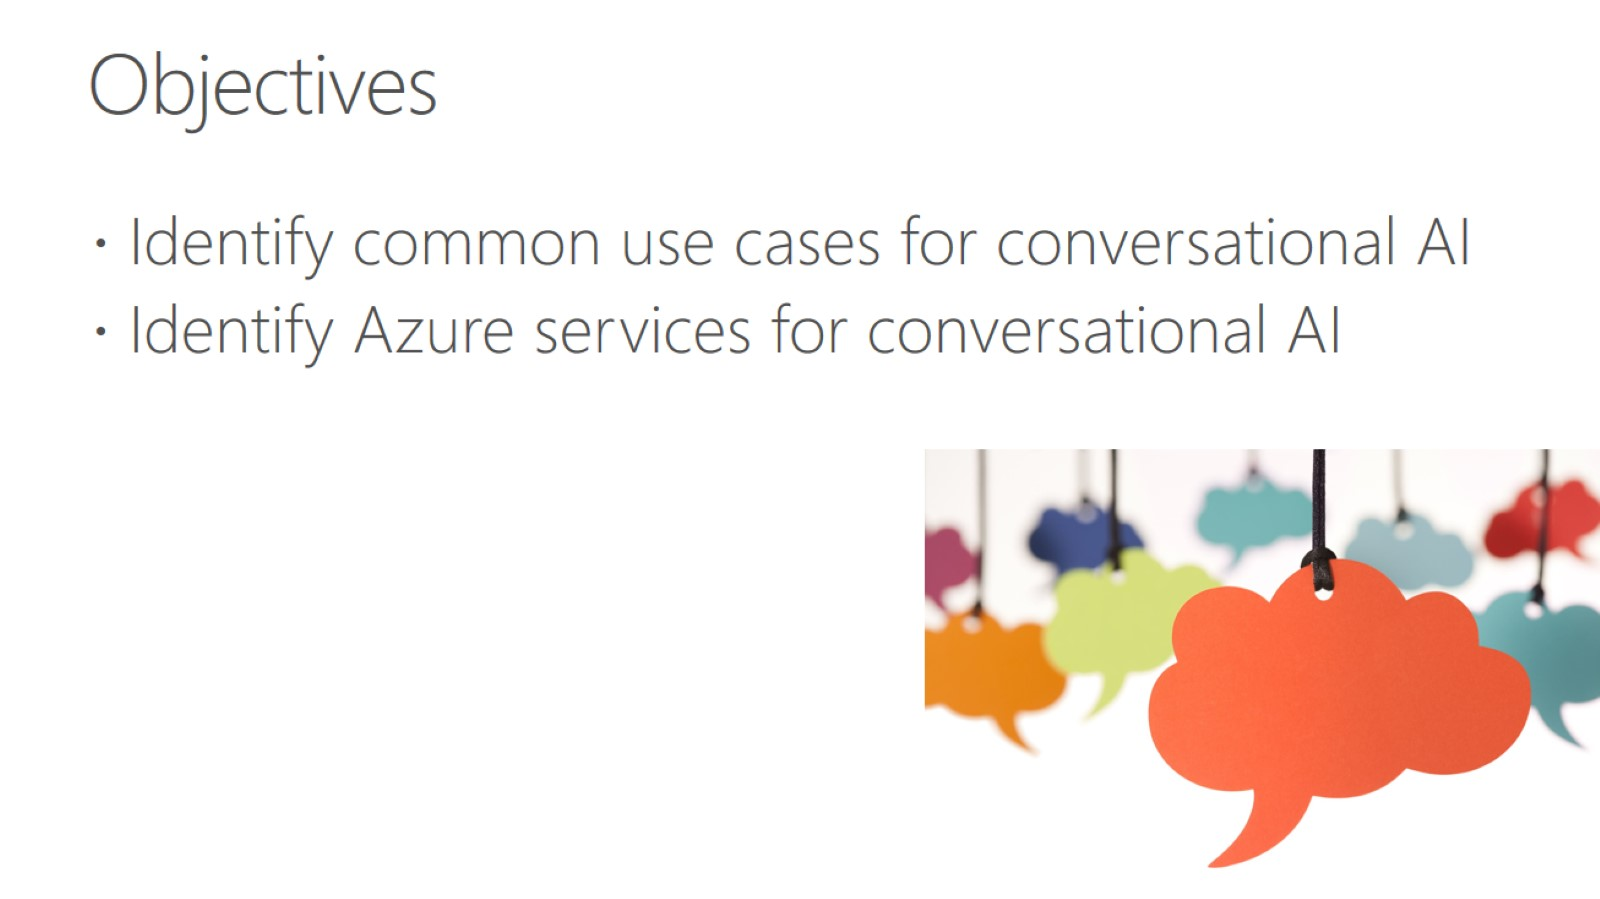 Objectives
· Identify common use cases for conversational AI
· Identify Azure services for conversational AI